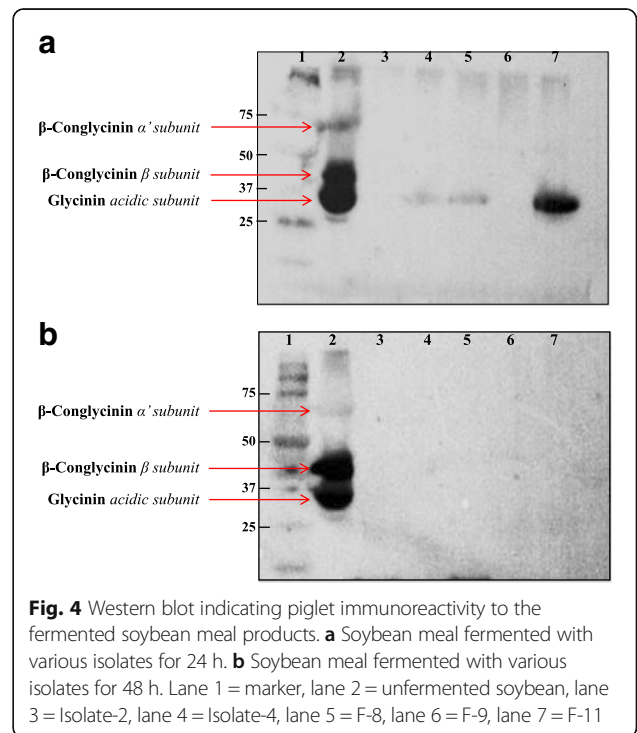 a
1 2 3 4 5 6 7
75
β-Conglycinin α’ subunit
50
β-Conglycinin β subunit
37
Glycinin acidic subunit
25
b
1 2 3 4 5 6 7
75
β-Conglycinin α’ subunit
50
β-Conglycinin β subunit
37
Glycinin acidic subunit
25
Fig. 4 Western blot indicating piglet immunoreactivity to the
fermented soybean meal products. a Soybean meal fermented with
various isolates for 24 h. b Soybean meal fermented with various
isolates for 48 h. Lane 1 = marker, lane 2 = unfermented soybean, lane
3 = Isolate-2, lane 4 = Isolate-4, lane 5 = F-8, lane 6 = F-9, lane 7 = F-11